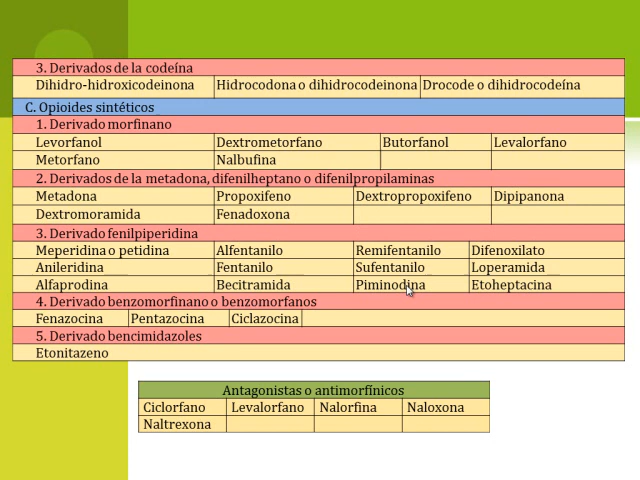 3. Derivados de la codeína
Dihidro-hidroxicodeinona Hidrocodona o dihidrocodeinona Drocode o dihidrocodeína
C. Opioides sintéticos
1. Derivado morfinano
Levorfanol Dextrometorfano Butorfanol Levalorfano
Metorfano Nalbufina
2. Derivados de la metadona, difenilheptano o difenilpropilaminas
Metadona Propoxifeno Dextropropoxifeno Dipipanona
Dextromoramida Fenadoxona
3. Derivado fenilpiperidina
Meperidina o petidina Alfentanilo Remifentanilo Difenoxilato
Anileridina Fentanilo Sufentanilo Loperamida
Alfaprodina Becitramida Piminodina Etoheptacina
4. Derivado benzomorfinano o benzomorfanos
Fenazocina Pentazocina Ciclazocina
5. Derivado bencimidazoles
Etonitazeno
Antagonistas o antimorfínicos
Ciclorfano Levalorfano Nalorfina Naloxona
Naltrexona